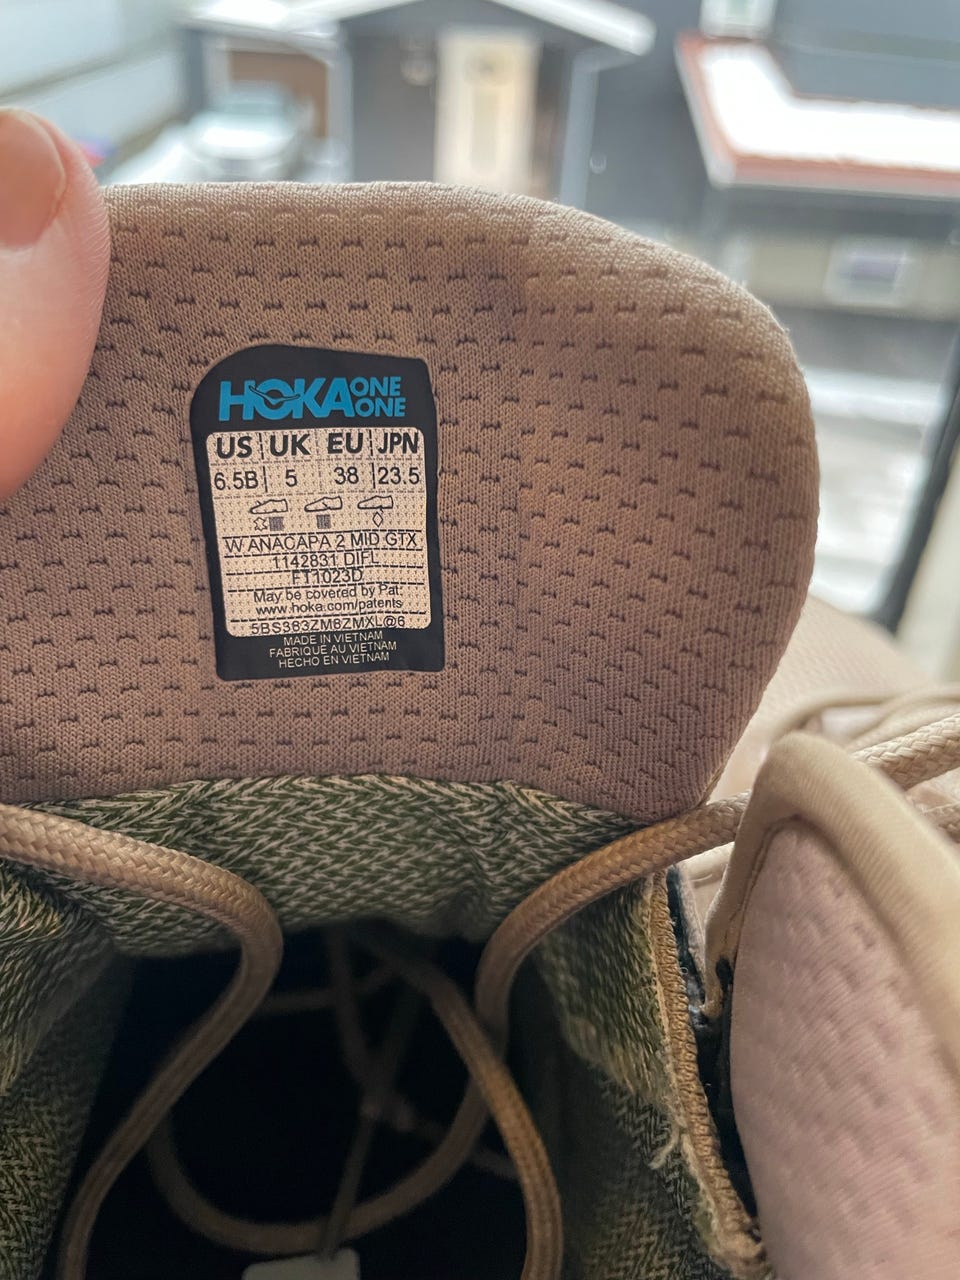 HOKA ONE ONE
US UK EU JPN
6.5B 5 38 23.5
W ANACAPA 2 MID GTX
1142831 DIFL
FT1023D
May be covered by Pat:
www.hoka.com/patents
5BS363ZM6ZMXL@6
MADE IN VIETNAM
FABRIQUÉ AU VIETNAM
HECHO EN VIETNAM